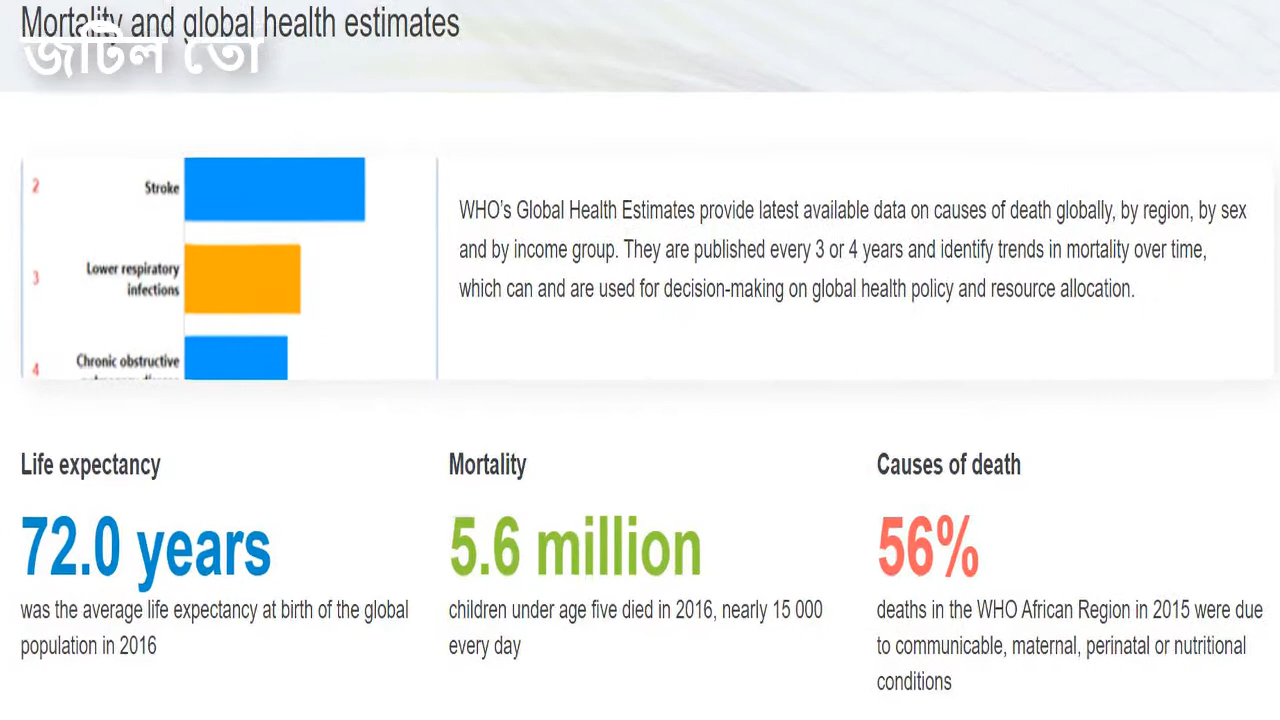 Mortality and global health estimates
জটিল তো
2
Stroke
3
Lower respiratory
infections
4
Chronic obstructive
WHO's Global Health Estimates provide latest available data on causes of death globally, by region, by sex
and by income group. They are published every 3 or 4 years and identify trends in mortality over time,
which can and are used for decision-making on global health policy and resource allocation.
Life expectancy
72.0 years
was the average life expectancy at birth of the global
population in 2016
Mortality
5.6 million
children under age five died in 2016, nearly 15 000
every day
Causes of death
56%
deaths in the WHO African Region in 2015 were due
to communicable, maternal, perinatal or nutritional
conditions